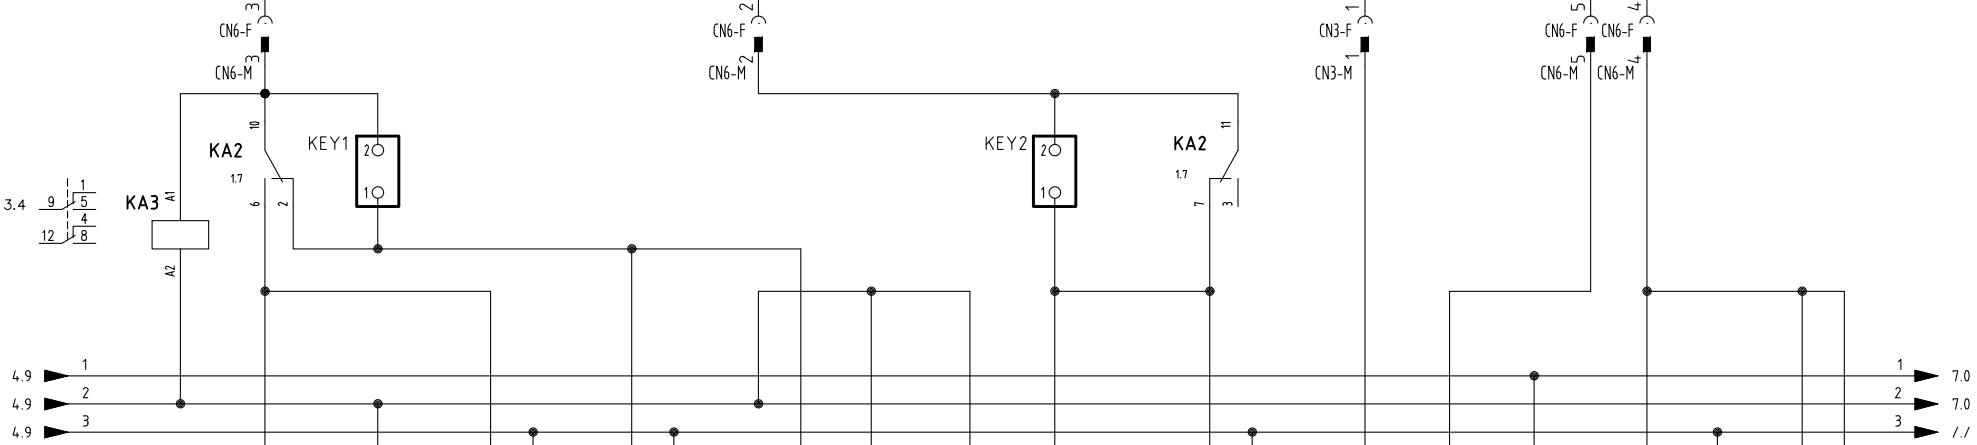 3 2 1 5 4
CN6-F CN6-F CN3-F CN6-F CN6-F
3 2 1 5 4
CN6-M CN6-M CN3-M CN6-M CN6-M
10 11
KA2 KEY1 2 KEY2 2 KA2
1.7 1.7
1 1 1
3.4 9 5 KA3 A1 6 2 7 3
4
12 8
A2
1 1
4.9 7.0
2 2
4.9 7.0
3 3
4.9